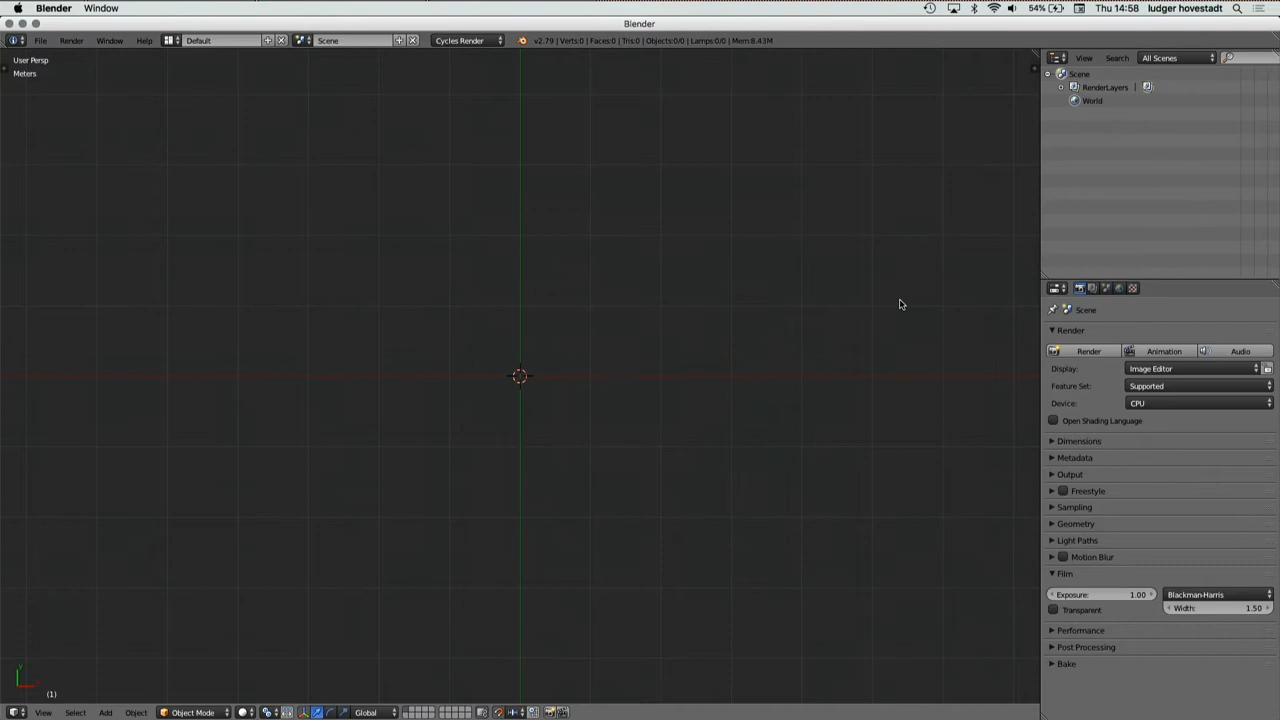 Blender Window 54% Thu 14:58 ludger hovestadt
Blender
File Render Window Help Default Scene Cycles Render v2.79 | Verts:0 | Faces:0 | Tris:0 | Objects:0/0 | Lamps:0/0 | Mem:8.43M
User Persp
Meters
View Search All Scenes
Scene
RenderLayers |
World
Scene
Render
Render Animation Audio
Display: Image Editor
Feature Set: Supported
Device: CPU
Open Shading Language
Dimensions
Metadata
Output
Freestyle
Sampling
Geometry
Light Paths
Motion Blur
Film
Exposure: 1.00 Blackman-Harris
Transparent Width: 1.50
Performance
Post Processing
Bake
y
(1)
View Select Add Object Object Mode Global